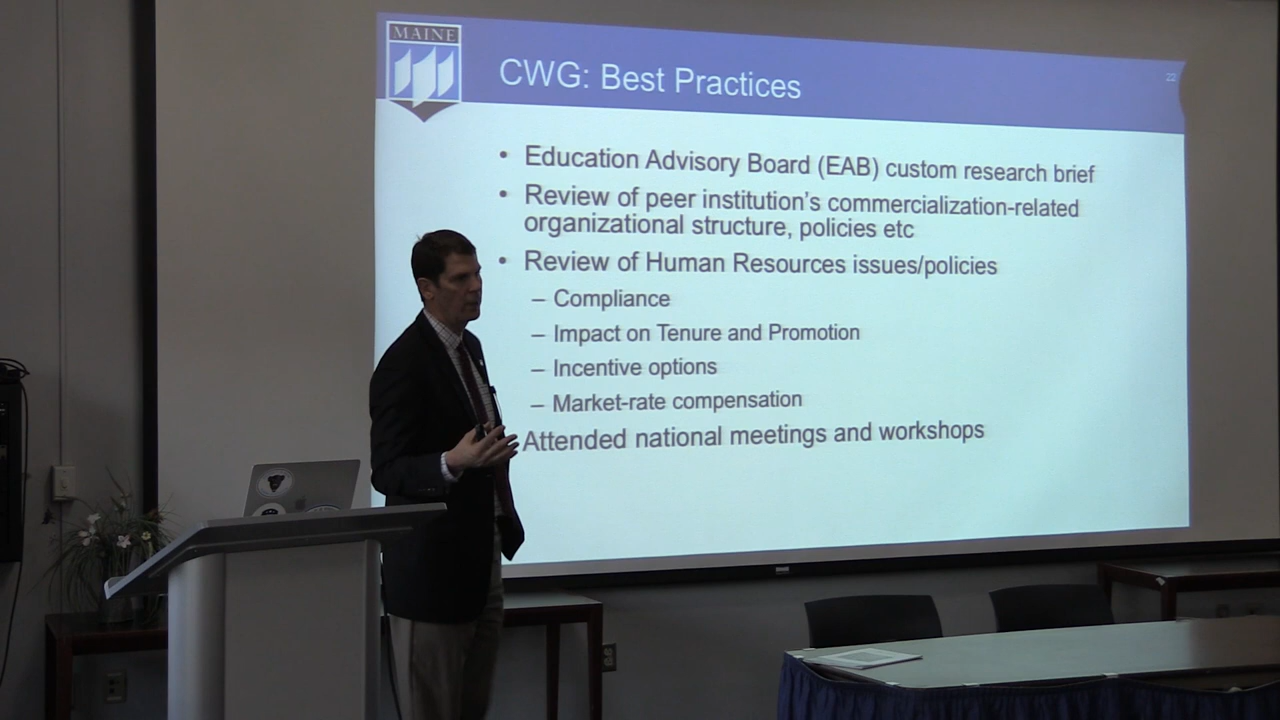 MAINE
CWG: Best Practices
22
• Education Advisory Board (EAB) custom research brief
• Review of peer institution's commercialization-related
organizational structure, policies etc
• Review of Human Resources issues/policies
– Compliance
– Impact on Tenure and Promotion
– Incentive options
– Market-rate compensation
Attended national meetings and workshops